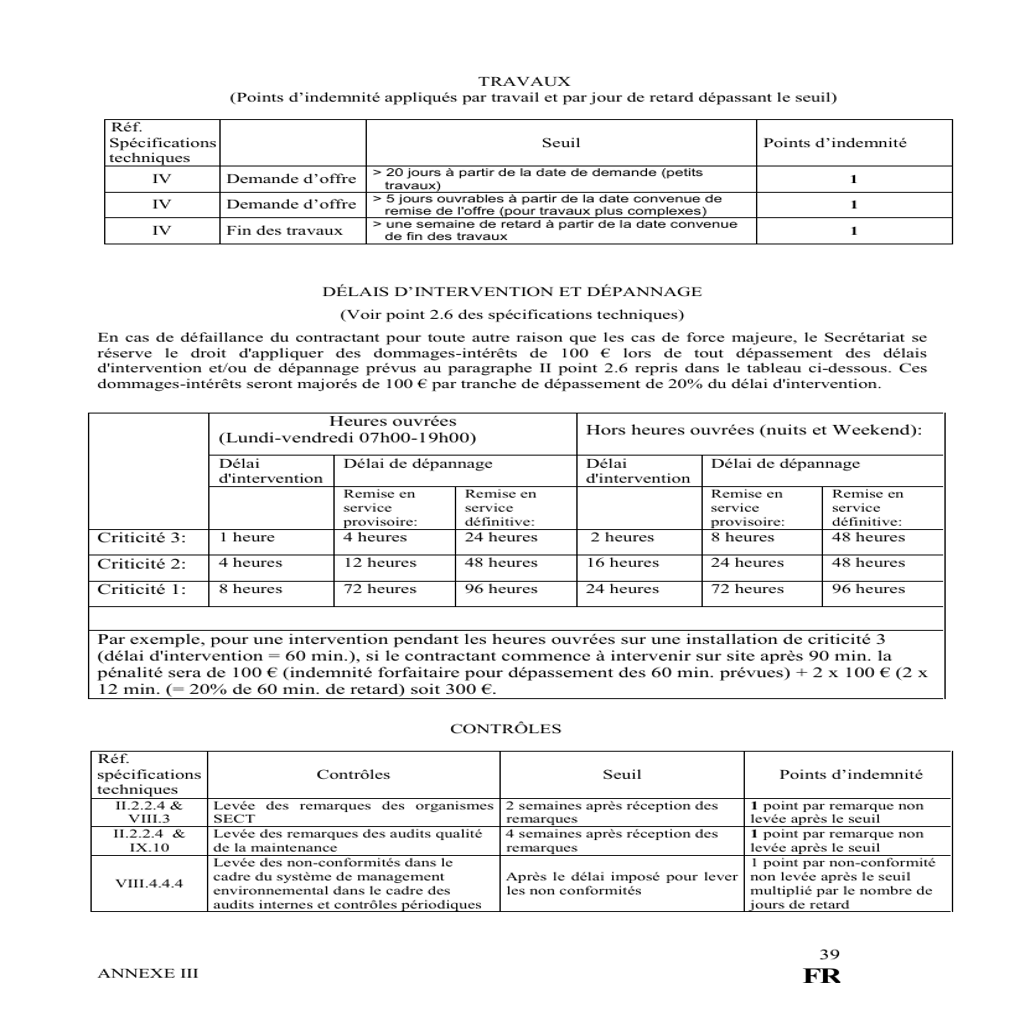 TRAVAUX
(Points d’indemnité appliqués par travail et par jour de retard dépassant le seuil)
Réf.
Spécifications
techniques
Seuil
Points d’indemnité
IV
Demande d’offre
> 20 jours à partir de la date de demande (petits
travaux)
1
IV
Demande d’offre
> 5 jours ouvrables à partir de la date convenue de
remise de l'offre (pour travaux plus complexes)
1
IV
Fin des travaux
> une semaine de retard à partir de la date convenue
de fin des travaux
1
DÉLAIS D’INTERVENTION ET DÉPANNAGE
(Voir point 2.6 des spécifications techniques)
En cas de défaillance du contractant pour toute autre raison que les cas de force majeure, le Secrétariat se
réserve le droit d'appliquer des dommages-intérêts de 100 € lors de tout dépassement des délais
d'intervention et/ou de dépannage prévus au paragraphe II point 2.6 repris dans le tableau ci-dessous. Ces
dommages-intérêts seront majorés de 100 € par tranche de dépassement de 20% du délai d'intervention.
Heures ouvrées
(Lundi-vendredi 07h00-19h00)
Hors heures ouvrées (nuits et Weekend):
Délai
d'intervention
Délai de dépannage
Délai
d'intervention
Délai de dépannage
Remise en
service
provisoire:
Remise en
service
définitive:
Remise en
service
provisoire:
Remise en
service
définitive:
Criticité 3:
1 heure
4 heures
24 heures
2 heures
8 heures
48 heures
Criticité 2:
4 heures
12 heures
48 heures
16 heures
24 heures
48 heures
Criticité 1:
8 heures
72 heures
96 heures
24 heures
72 heures
96 heures
Par exemple, pour une intervention pendant les heures ouvrées sur une installation de criticité 3
(délai d'intervention = 60 min.), si le contractant commence à intervenir sur site après 90 min. la
pénalité sera de 100 € (indemnité forfaitaire pour dépassement des 60 min. prévues) + 2 x 100 € (2 x
12 min. (= 20% de 60 min. de retard) soit 300 €.
CONTRÔLES
Réf.
spécifications
techniques
Contrôles
Seuil
Points d’indemnité
II.2.2.4 &
VIII.3
Levée des remarques des organismes
SECT
2 semaines après réception des
remarques
1 point par remarque non
levée après le seuil
II.2.2.4 &
IX.10
Levée des remarques des audits qualité
de la maintenance
4 semaines après réception des
remarques
1 point par remarque non
levée après le seuil
VIII.4.4.4
Levée des non-conformités dans le
cadre du système de management
environnemental dans le cadre des
audits internes et contrôles périodiques
Après le délai imposé pour lever
les non conformités
1 point par non-conformité
non levée après le seuil
multiplié par le nombre de
jours de retard
39
ANNEXE III
FR